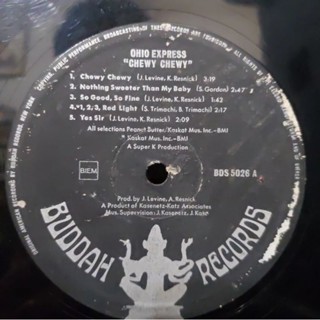 OHIO EXPRESS
"CHEWY CHEWY"
1. Chewy Chewy (J. Levine, K. Resnick) 3:19
2. Nothing Sweeter Than My Baby (S. Gordon) 2:47
3. So Good, So Fine (J. Levine, K. Resnick) 1:42
4. *1, 2, 3, Red Light (S. Trimachi, B. Trimachi) 2:17
5. Yes Sir (J. Levine, K. Resnick)
All selections Peanut Butter/Kaskat Mus. Inc.-BMI
* Kaskat Mus. Inc.-BMI
A Super K Production
BIEM
BDS 5026 A
Prod. by J. Levine, A. Resnick
A Product of Kasenetz-Katz Associates
Mus. Supervision: J. Kasenetz, J. Katz
BUDDAH RECORDS